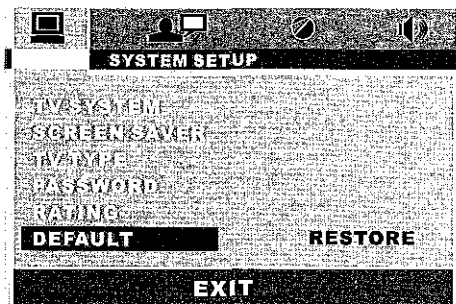 SYSTEM SETUP
TV SYSTEM
SCREEN SAVER
TV TYPE
PASSWORD
RATING
DEFAULT RESTORE
EXIT